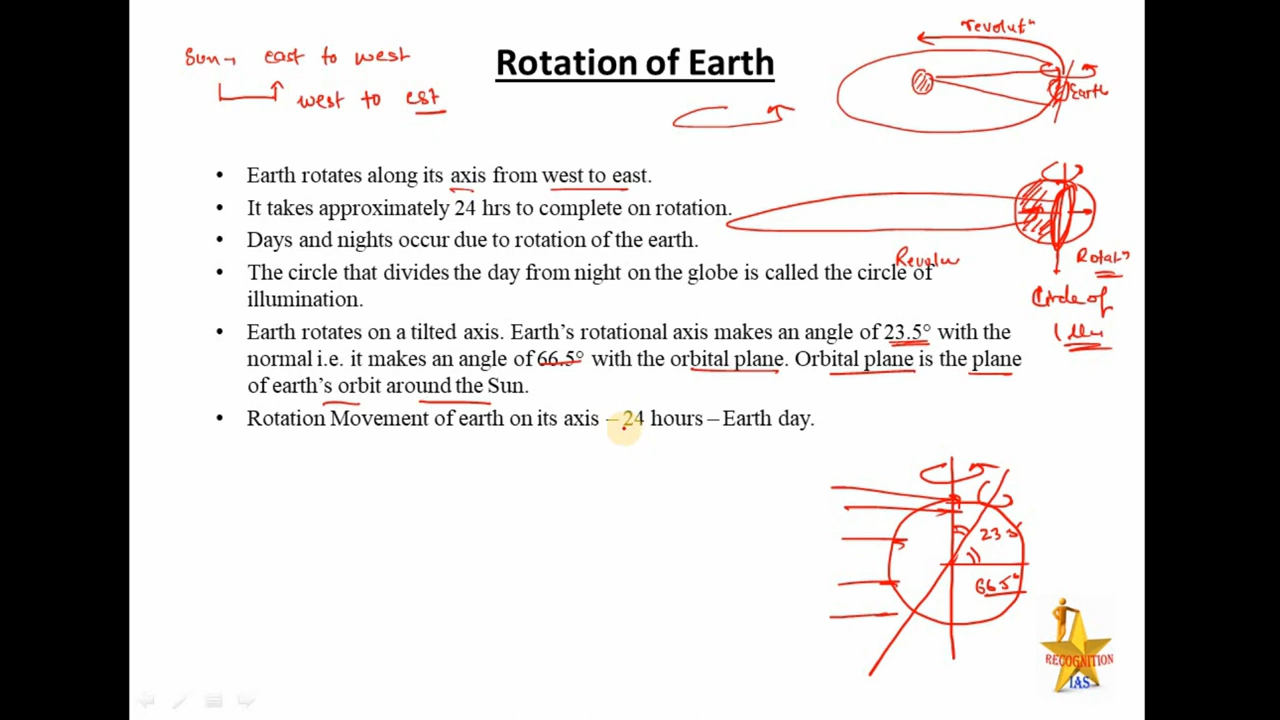 Sun→ east to west
west to est
Rotation of Earth
revolutⁿ
Earth
• Earth rotates along its axis from west to east.
• It takes approximately 24 hrs to complete on rotation.
• Days and nights occur due to rotation of the earth.
• The circle that divides the day from night on the globe is called the circle of
illumination.
• Earth rotates on a tilted axis. Earth’s rotational axis makes an angle of 23.5° with the
normal i.e. it makes an angle of 66.5° with the orbital plane. Orbital plane is the plane
of earth’s orbit around the Sun.
• Rotation Movement of earth on its axis – 24 hours – Earth day.
Rotatⁿ
Circle of
23.5
66.5°
RECOGNITION
IAS